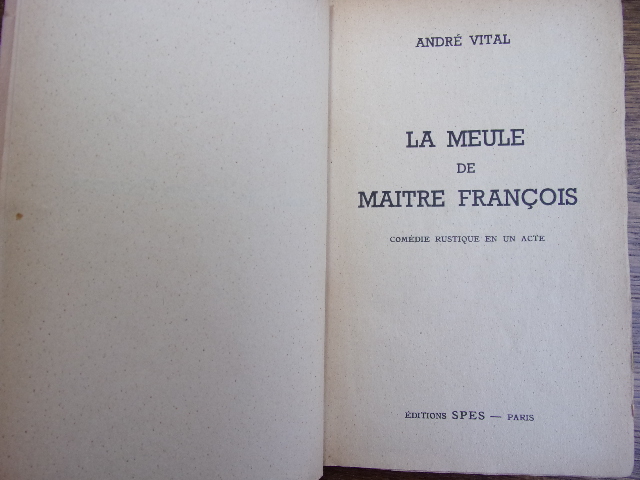 ANDRÉ VITAL
LA MEULE
DE
MAITRE FRANÇOIS
COMÉDIE RUSTIQUE EN UN ACTE
ÉDITIONS SPES — PARIS